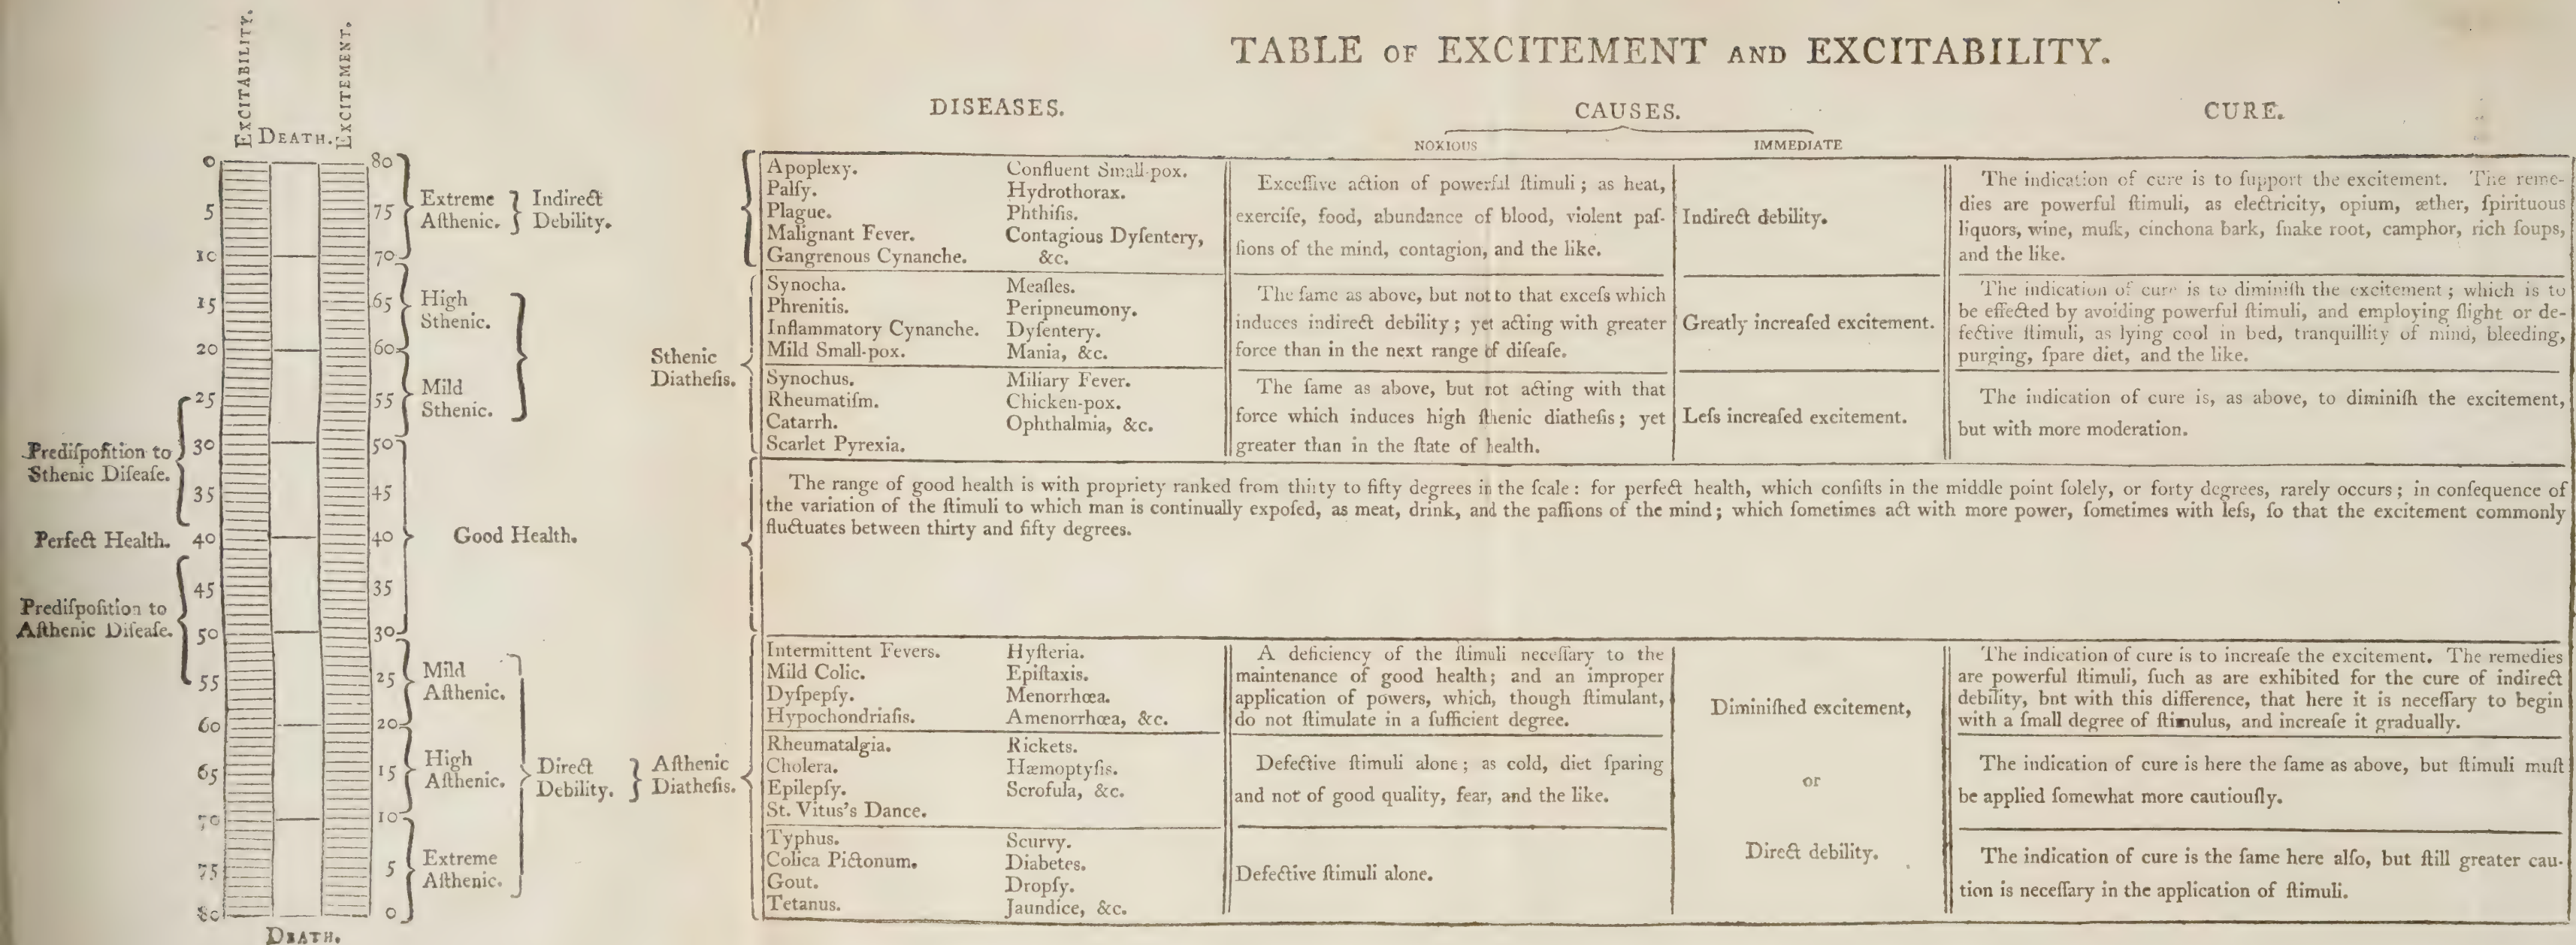 TABLE OF EXCITEMENT AND EXCITABILITY.
EXCITABILITY.
EXCITEMENT.
DEATH.
0
5
10
15
20
25
30
35
40
45
50
55
60
65
70
75
80
80
75
70
65
60
55
50
45
40
35
30
25
20
15
10
5
0
DEATH.
Prediſpoſition to
Sthenic Diſeaſe.
Perfect Health.
Prediſpoſition to
Aſthenic Diſeaſe.
Extreme
Aſthenic.
Indirect
Debility.
High
Sthenic.
Mild
Sthenic.
Sthenic
Diatheſis.
Good Health.
Mild
Aſthenic.
High
Aſthenic.
Extreme
Aſthenic.
Direct
Debility.
Aſthenic
Diatheſis.
DISEASES.
CAUSES.
NOXIOUS
IMMEDIATE
CURE.
Apoplexy.
Palſy.
Plague.
Malignant Fever.
Gangrenous Cynanche.
Confluent Small-pox.
Hydrothorax.
Phthiſis.
Contagious Dyſentery,
&c.
Exceſſive action of powerful ſtimuli; as heat,
exerciſe, food, abundance of blood, violent paſ-
ſions of the mind, contagion, and the like.
Indirect debility.
The indication of cure is to ſupport the excitement. The reme-
dies are powerful ſtimuli, as electricity, opium, æther, ſpirituous
liquors, wine, muſk, cinchona bark, ſnake root, camphor, rich ſoups,
and the like.
Synocha.
Phrenitis.
Inflammatory Cynanche.
Mild Small-pox.
Meaſles.
Peripneumony.
Dyſentery.
Mania, &c.
The ſame as above, but not to that exceſs which
induces indirect debility; yet acting with greater
force than in the next range of diſeaſe.
Greatly increaſed excitement.
The indication of cure is to diminiſh the excitement; which is to
be effected by avoiding powerful ſtimuli, and employing ſlight or de-
fective ſtimuli, as lying cool in bed, tranquillity of mind, bleeding,
purging, ſpare diet, and the like.
Synochus.
Rheumatiſm.
Catarrh.
Scarlet Pyrexia.
Miliary Fever.
Chicken-pox.
Ophthalmia, &c.
The ſame as above, but not acting with that
force which induces high ſthenic diatheſis; yet
greater than in the ſtate of health.
Leſs increaſed excitement.
The indication of cure is, as above, to diminiſh the excitement,
but with more moderation.
The range of good health is with propriety ranked from thirty to fifty degrees in the ſcale: for perfect health, which conſiſts in the middle point ſolely, or forty degrees, rarely occurs; in conſequence of
the variation of the ſtimuli to which man is continually expoſed, as meat, drink, and the paſſions of the mind; which ſometimes act with more power, ſometimes with leſs, ſo that the excitement commonly
fluctuates between thirty and fifty degrees.
Intermittent Fevers.
Mild Colic.
Dyſpepſy.
Hypochondriaſis.
Hyſteria.
Epiſtaxis.
Menorrhœa.
Amenorrhœa, &c.
A deficiency of the ſtimuli neceſſary to the
maintenance of good health; and an improper
application of powers, which, though ſtimulant,
do not ſtimulate in a ſufficient degree.
Diminiſhed excitement,
or
Direct debility.
The indication of cure is to increaſe the excitement. The remedies
are powerful ſtimuli, ſuch as are exhibited for the cure of indirect
debility, bnt with this difference, that here it is neceſſary to begin
with a ſmall degree of ſtimulus, and increaſe it gradually.
Rheumatalgia.
Cholera.
Epilepſy.
St. Vitus's Dance.
Rickets.
Hæmoptyſis.
Scrofula, &c.
Defective ſtimuli alone; as cold, diet ſparing
and not of good quality, fear, and the like.
The indication of cure is here the ſame as above, but ſtimuli muſt
be applied ſomewhat more cautiouſly.
Typhus.
Colica Pictonum.
Gout.
Tetanus.
Scurvy.
Diabetes.
Dropſy.
Jaundice, &c.
Defective ſtimuli alone.
The indication of cure is the ſame here alſo, but ſtill greater cau-
tion is neceſſary in the application of ſtimuli.